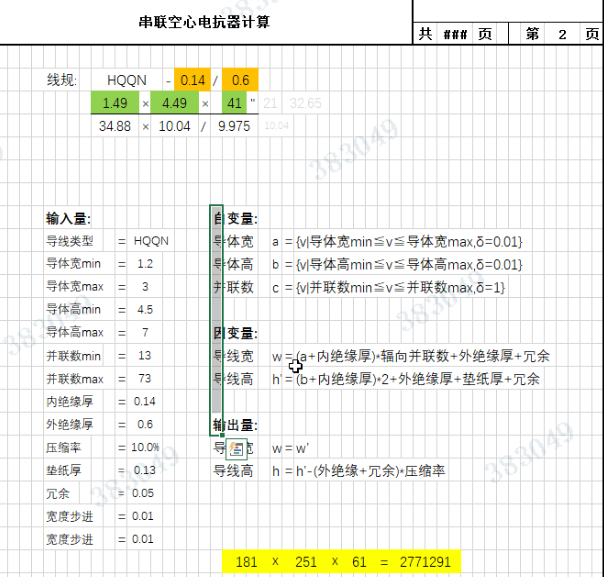 串联空心电抗器计算
共 ### 页 第 2 页
线规: HQQN - 0.14 / 0.6
1.49 × 4.49 × 41 " 21 32.65
34.88 × 10.04 / 9.975 10.04
输入量: 自变量:
导线类型 = HQQN 导体宽 a = {v|导体宽min≦v≦导体宽max,δ=0.01}
导体宽min = 1.2 导体高 b = {v|导体高min≦v≦导体高max,δ=0.01}
导体宽max = 3 并联数 c = {v|并联数min≦v≦并联数max,δ=1}
导体高min = 4.5
导体高max = 7 因变量:
并联数min = 13 导线宽 w = (a+内绝缘厚)*辐向并联数+外绝缘厚+冗余
并联数max = 73 导线高 h' = (b+内绝缘厚)*2+外绝缘厚+垫纸厚+冗余
内绝缘厚 = 0.14
外绝缘厚 = 0.6 输出量:
压缩率 = 10.0% 导线宽 w = w'
垫纸厚 = 0.13 导线高 h = h'-(外绝缘+冗余)*压缩率
冗余 = 0.05
宽度步进 = 0.01
宽度步进 = 0.01
181 × 251 × 61 = 2771291
383049
383049
383049
383049
383049
383049